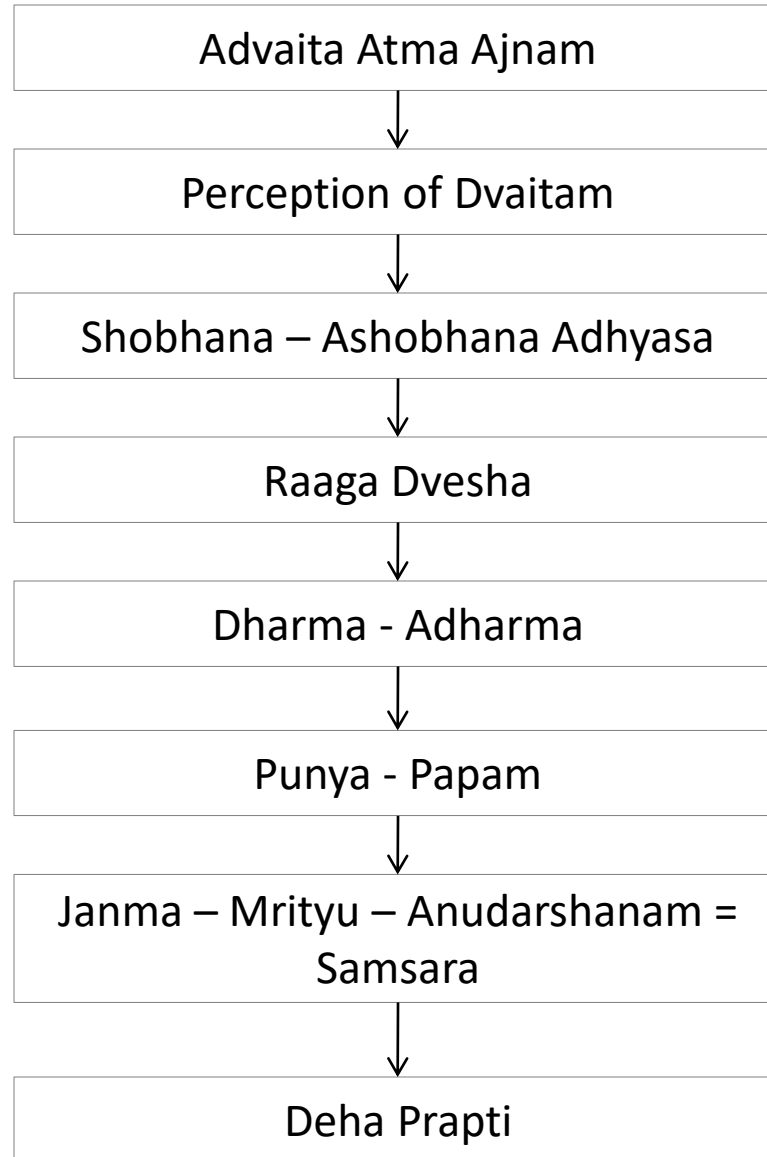 Advaita Atma Ajnam
Perception of Dvaitam
Shobhana – Ashobhana Adhyasa
Raaga Dvesha
Dharma - Adharma
Punya - Papam
Janma – Mrityu – Anudarshanam =
Samsara
Deha Prapti